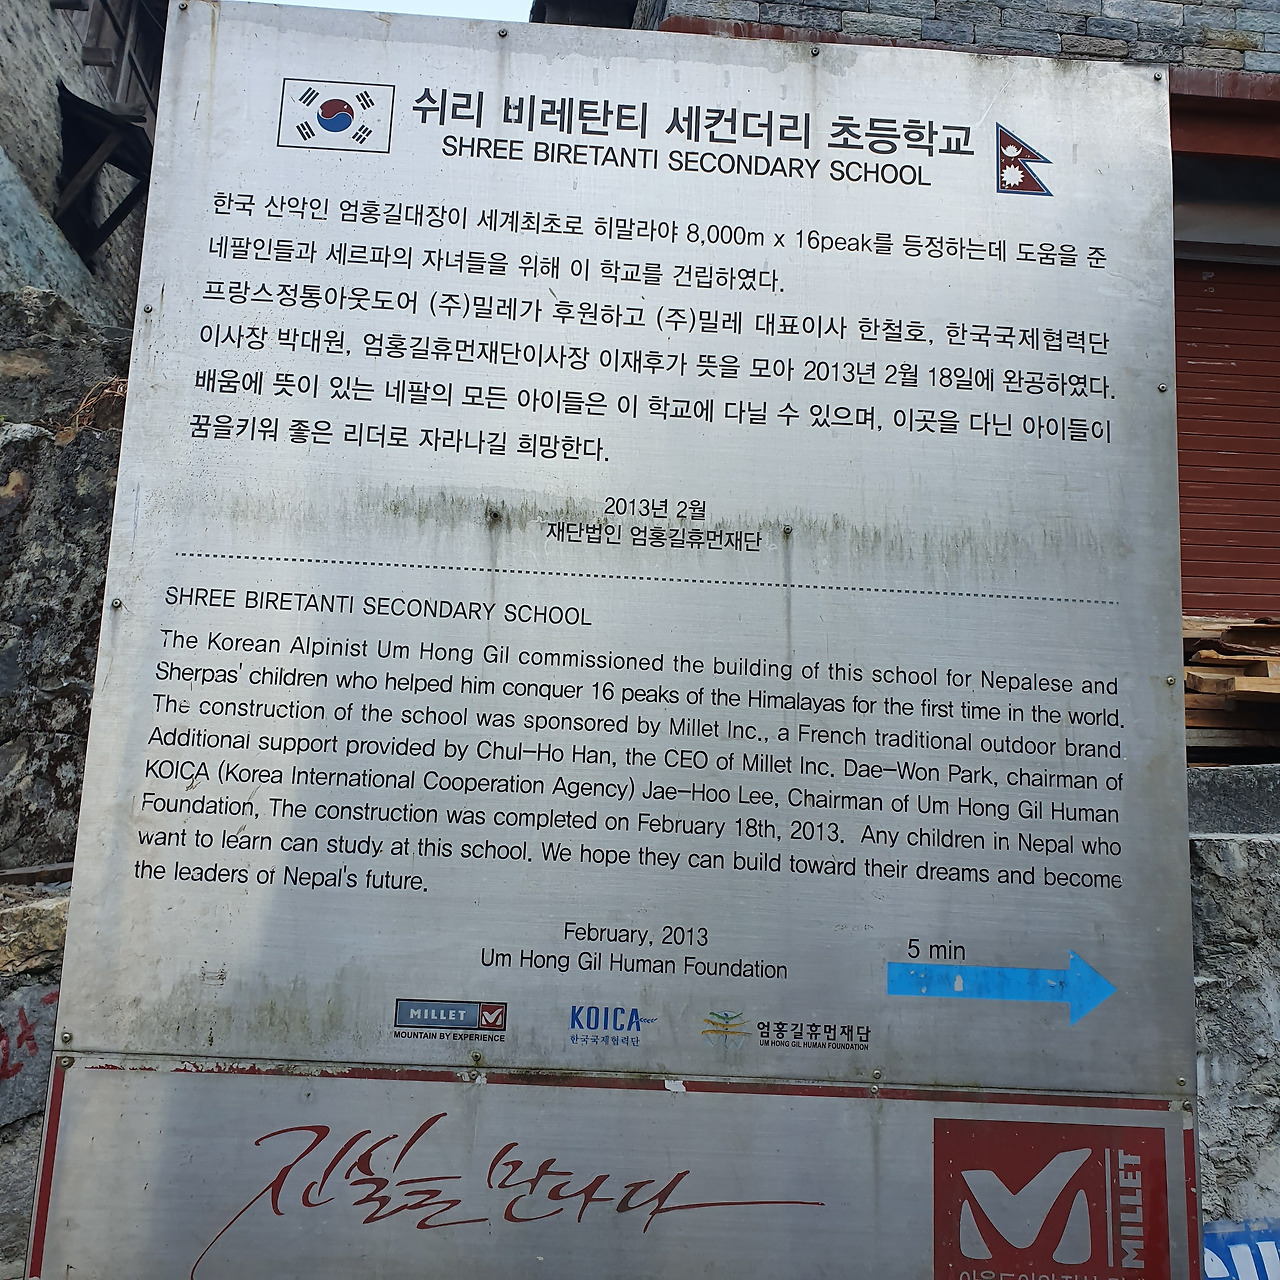 쉬리 비레탄티 세컨더리 초등학교
SHREE BIRETANTI SECONDARY SCHOOL
한국 산악인 엄홍길대장이 세계최초로 히말라야 8,000m x 16peak를 등정하는데 도움을 준
네팔인들과 세르파의 자녀들을 위해 이 학교를 건립하였다.
프랑스정통아웃도어 (주)밀레가 후원하고 (주)밀레 대표이사 한철호, 한국국제협력단
이사장 박대원, 엄홍길휴먼재단이사장 이재후가 뜻을 모아 2013년 2월 18일에 완공하였다.
배움에 뜻이 있는 네팔의 모든 아이들은 이 학교에 다닐 수 있으며, 이곳을 다닌 아이들이
꿈을키워 좋은 리더로 자라나길 희망한다.
2013년 2월
재단법인 엄홍길휴먼재단
SHREE BIRETANTI SECONDARY SCHOOL
The Korean Alpinist Um Hong Gil commissioned the building of this school for Nepalese and
Sherpas' children who helped him conquer 16 peaks of the Himalayas for the first time in the world.
The construction of the school was sponsored by Millet Inc., a French traditional outdoor brand
Additional support provided by Chul-Ho Han, the CEO of Millet Inc. Dae-Won Park, chairman of
KOICA (Korea International Cooperation Agency) Jae-Hoo Lee, Chairman of Um Hong Gil Human
Foundation, The construction was completed on February 18th, 2013. Any children in Nepal who
want to learn can study at this school. We hope they can build toward their dreams and become
the leaders of Nepal's future.
February, 2013
Um Hong Gil Human Foundation
5 min
MILLET
MOUNTAIN BY EXPERIENCE
KOICA
한국국제협력단
엄홍길휴먼재단
UM HONG GIL HUMAN FOUNDATION
진실을 만나다
MILLET